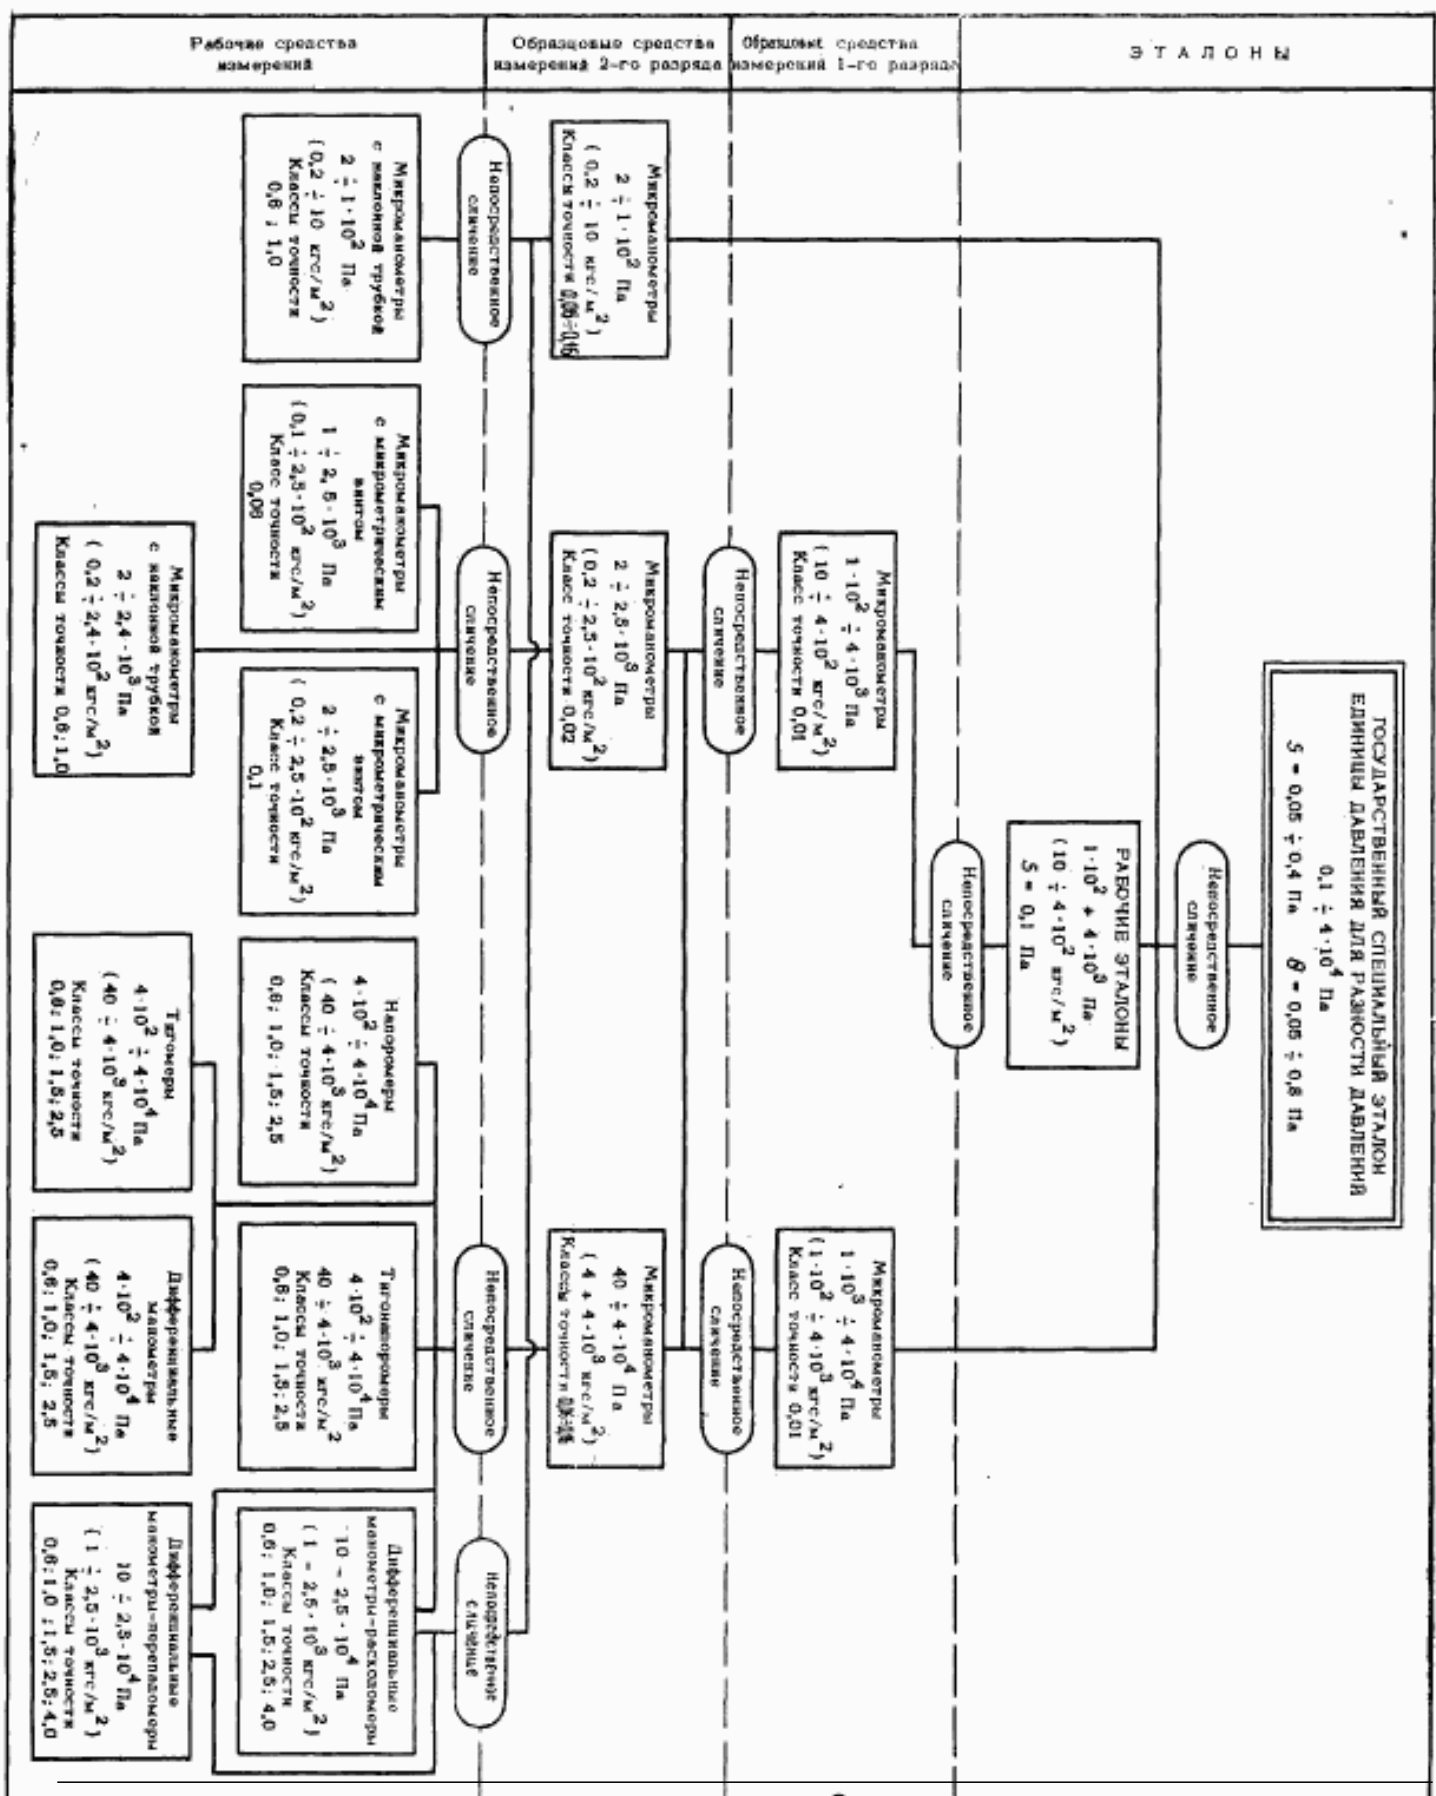 ЭТАЛОНЫ
ГОСУДАРСТВЕННЫЙ СПЕЦИАЛЬНЫЙ ЭТАЛОН
ЕДИНИЦЫ ДАВЛЕНИЯ ДЛЯ РАЗНОСТИ ДАВЛЕНИЙ
0,1 ÷ 4·10⁴ Па
S = 0,05 ÷ 0,4 Па θ = 0,05 ÷ 0,8 Па
Непосредственное
сличение
РАБОЧИЕ ЭТАЛОНЫ
1·10² ÷ 4·10³ Па
(10 ÷ 4·10² кгс/м²)
S = 0,1 Па
Непосредственное
сличение
Образцовые средства
измерений 1-го разряда
Микроманометры
1·10² ÷ 4·10³ Па
(10 ÷ 4·10² кгс/м²)
Класс точности 0,01
Микроманометры
1·10³ ÷ 4·10⁴ Па
(1·10² ÷ 4·10³ кгс/м²)
Класс точности 0,01
Непосредственное
сличение
Непосредственное
сличении
Образцовые средства
измерений 2-го разряда
Микроманометры
2 ÷ 1·10² Па
(0,2 ÷ 10 кгс/м²)
Классы точности
Микроманометры
2 ÷ 2,5·10³ Па
(0,2 ÷ 2,5·10² кгс/м²)
Класс точности 0,02
Микроманометры
40 ÷ 4·10⁴ Па
(4 ÷ 4·10³ кгс/м²)
Классы точности
Непосредственное
сличение
Непосредственное
сличение
Непосредственное
сличение
Непосредственное
сличение
Рабочие средства
измерений
Микроманометры
с наклонной трубкой
2 ÷ 1·10² Па
(0,2 ÷ 10 кгс/м²)
Классы точности
0,6; 1,0
Микроманометры
с микрометрическим
винтом
1 ÷ 2,5·10³ Па
(0,1 ÷ 2,5·10² кгс/м²)
Класс точности
Микроманометры
с микрометрическим
винтом
2 ÷ 2,5·10³ Па
(0,2 ÷ 2,5·10² кгс/м²)
Класс точности
0,1
Напоромеры
4·10² ÷ 4·10⁴ Па
(40 ÷ 4·10³ кгс/м²)
Классы точности
0,6; 1,0; 1,5; 2,5
Тягонапоромеры
4·10² ÷ 4·10⁴ Па
40 ÷ 4·10³ кгс/м²
Классы точности
0,6; 1,0; 1,5; 2,5
Дифференциальные
манометры-расходомеры
10 – 2,5·10⁴ Па
(1 – 2,5·10³ кгс/м²)
Классы точности
0,6; 1,0; 1,5; 2,5; 4,0
Микроманометры
с наклонной трубкой
2 ÷ 2,4·10³ Па
(0,2 ÷ 2,4·10² кгс/м²)
Классы точности 0,6; 1,0
Тягомеры
4·10² ÷ 4·10⁴ Па
(40 ÷ 4·10³ кгс/м²)
Классы точности
0,6; 1,0; 1,5; 2,5
Дифференциальные
манометры
4·10² ÷ 4·10⁴ Па
(40 ÷ 4·10³ кгс/м²)
Классы точности
0,6; 1,0; 1,5; 2,5
Дифференциальные
манометры-перепадомеры
10 ÷ 2,5·10⁴ Па
(1 ÷ 2,5·10³ кгс/м²)
Классы точности
0,6; 1,0; 1,5; 2,5; 4,0